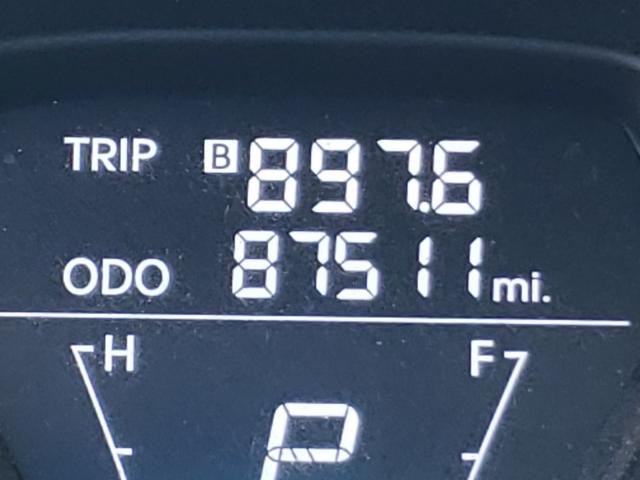 TRIP B 897.6
ODO 87511 mi.
H F
P